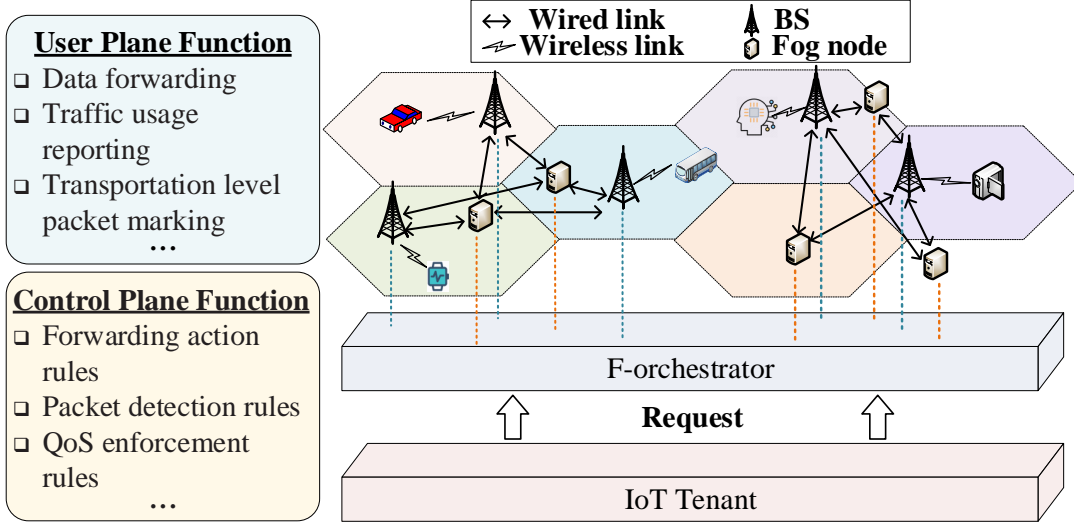 User Plane Function
❑ Data forwarding
❑ Traffic usage
reporting
❑ Transportation level
packet marking
...
Control Plane Function
❑ Forwarding action
rules
❑ Packet detection rules
❑ QoS enforcement
rules
...
Wired link
BS
Wireless link
Fog node
F-orchestrator
Request
IoT Tenant